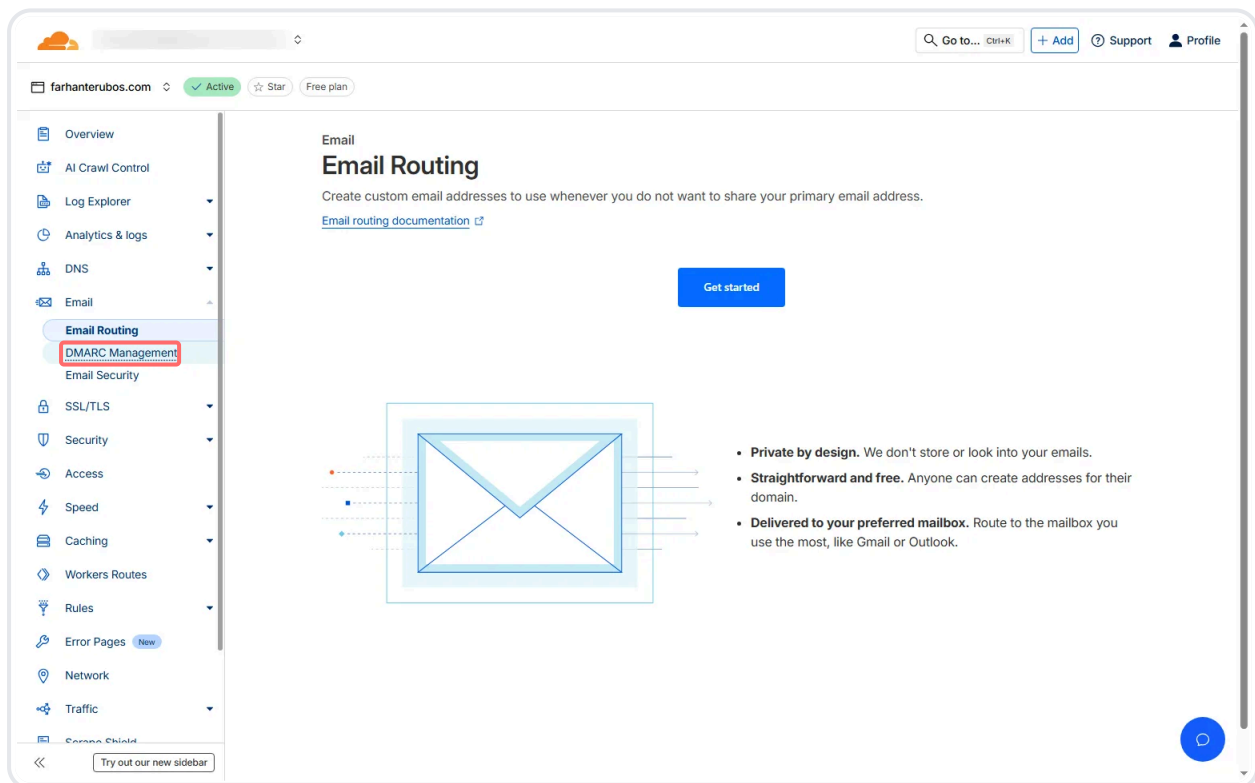 Go to... Ctrl+K
+ Add
Support
Profile
farhanterubos.com
Active
Star
Free plan
Overview
AI Crawl Control
Log Explorer
Analytics & logs
DNS
Email
Email Routing
DMARC Management
Email Security
SSL/TLS
Security
Access
Speed
Caching
Workers Routes
Rules
Error Pages New
Network
Traffic
Scrape Shield
Try out our new sidebar
Email
Email Routing
Create custom email addresses to use whenever you do not want to share your primary email address.
Email routing documentation
Get started
• Private by design. We don't store or look into your emails.
• Straightforward and free. Anyone can create addresses for their
domain.
• Delivered to your preferred mailbox. Route to the mailbox you
use the most, like Gmail or Outlook.